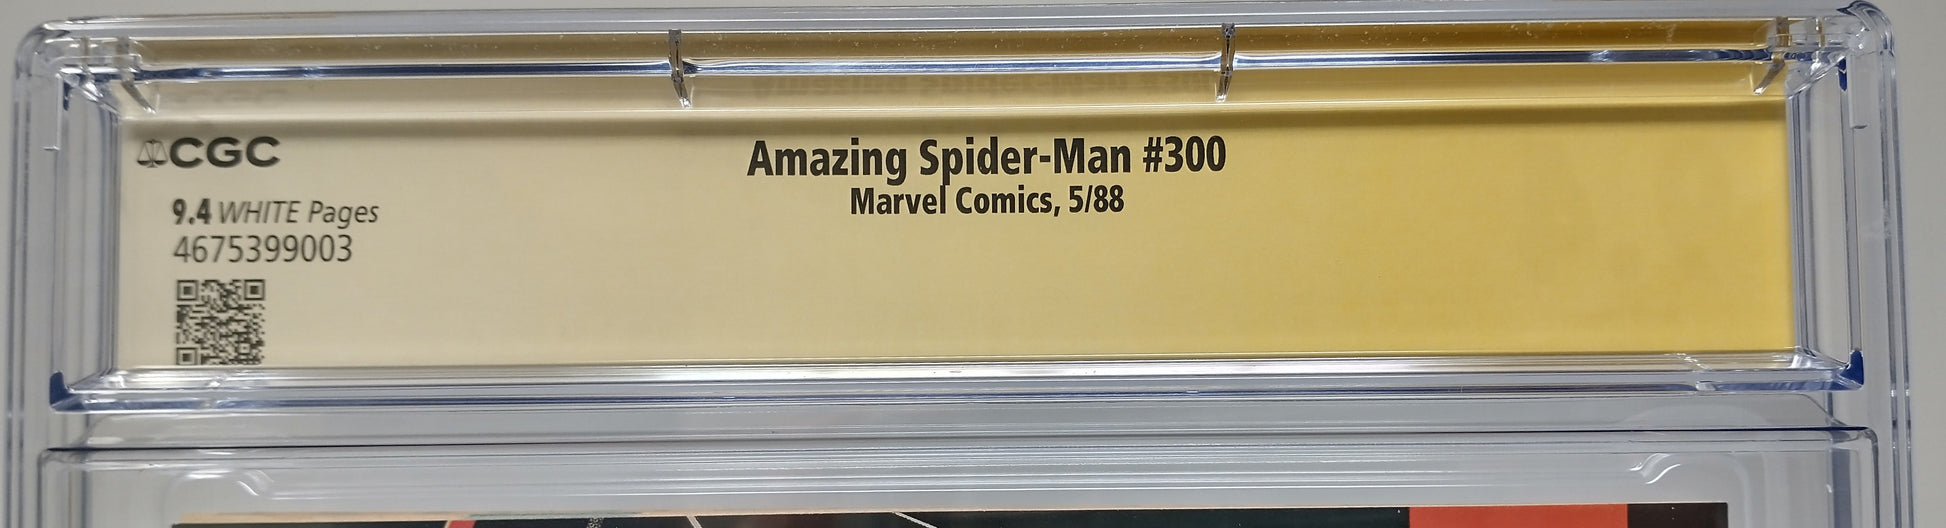 CGC
Amazing Spider-Man #300
Marvel Comics, 5/88
9.4 WHITE Pages
4675399003